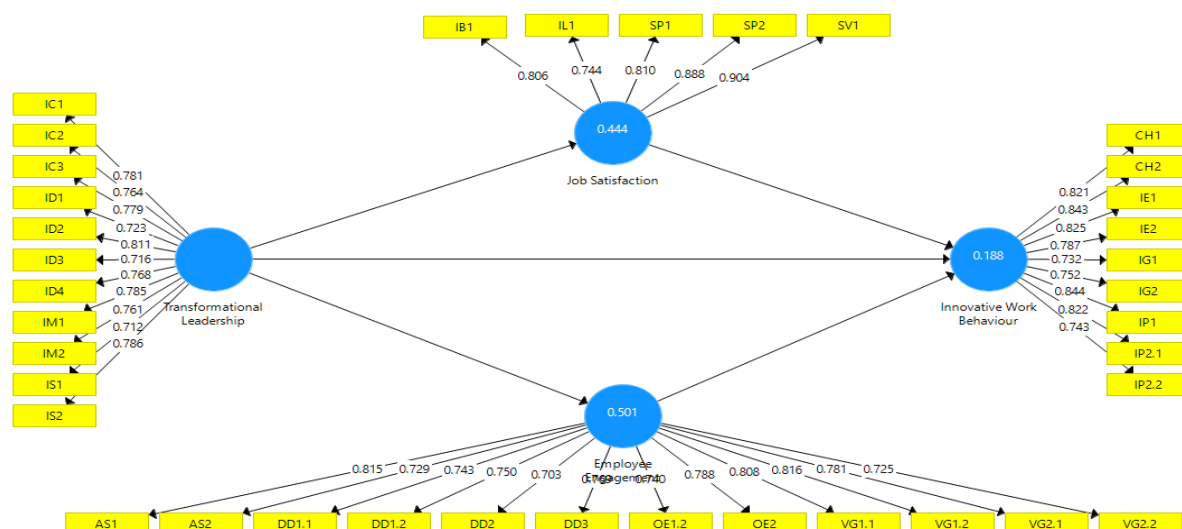 IB1
IL1
SP1
SP2
SV1
0.806
0.744
0.810
0.888
0.904
0.444
Job Satisfaction
IC1
IC2
IC3
ID1
ID2
ID3
ID4
IM1
IM2
IS1
IS2
0.781
0.764
0.779
0.723
0.811
0.716
0.768
0.785
0.761
0.712
0.786
Transformational
Leadership
CH1
CH2
IE1
IE2
IG1
IG2
IP1
IP2.1
IP2.2
0.821
0.843
0.825
0.787
0.732
0.752
0.844
0.822
0.743
0.188
Innovative Work
Behaviour
0.501
Employee
Engagement
0.815
0.729
0.743
0.750
0.703
0.769
0.740
0.788
0.808
0.816
0.781
0.725
AS1
AS2
DD1.1
DD1.2
DD2
DD3
OE1.2
OE2
VG1.1
VG1.2
VG2.1
VG2.2